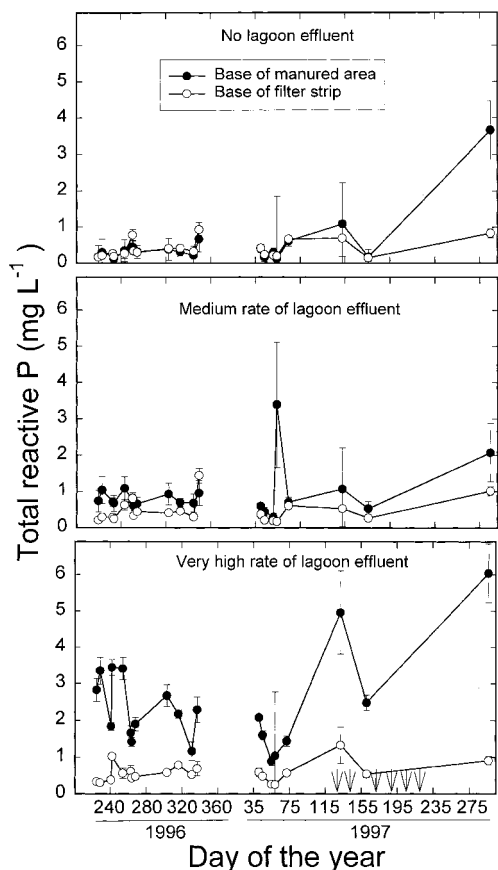 6
No lagoon effluent
5
Base of manured area
Base of filter strip
4
3
2
1
0
6
Medium rate of lagoon effluent
5
4
3
2
1
0
Total reactive P (mg L-1)
Very high rate of lagoon effluent
6
5
4
3
2
1
0
240 280 320 360 35 75 115 155 195 235 275
1996 1997
Day of the year